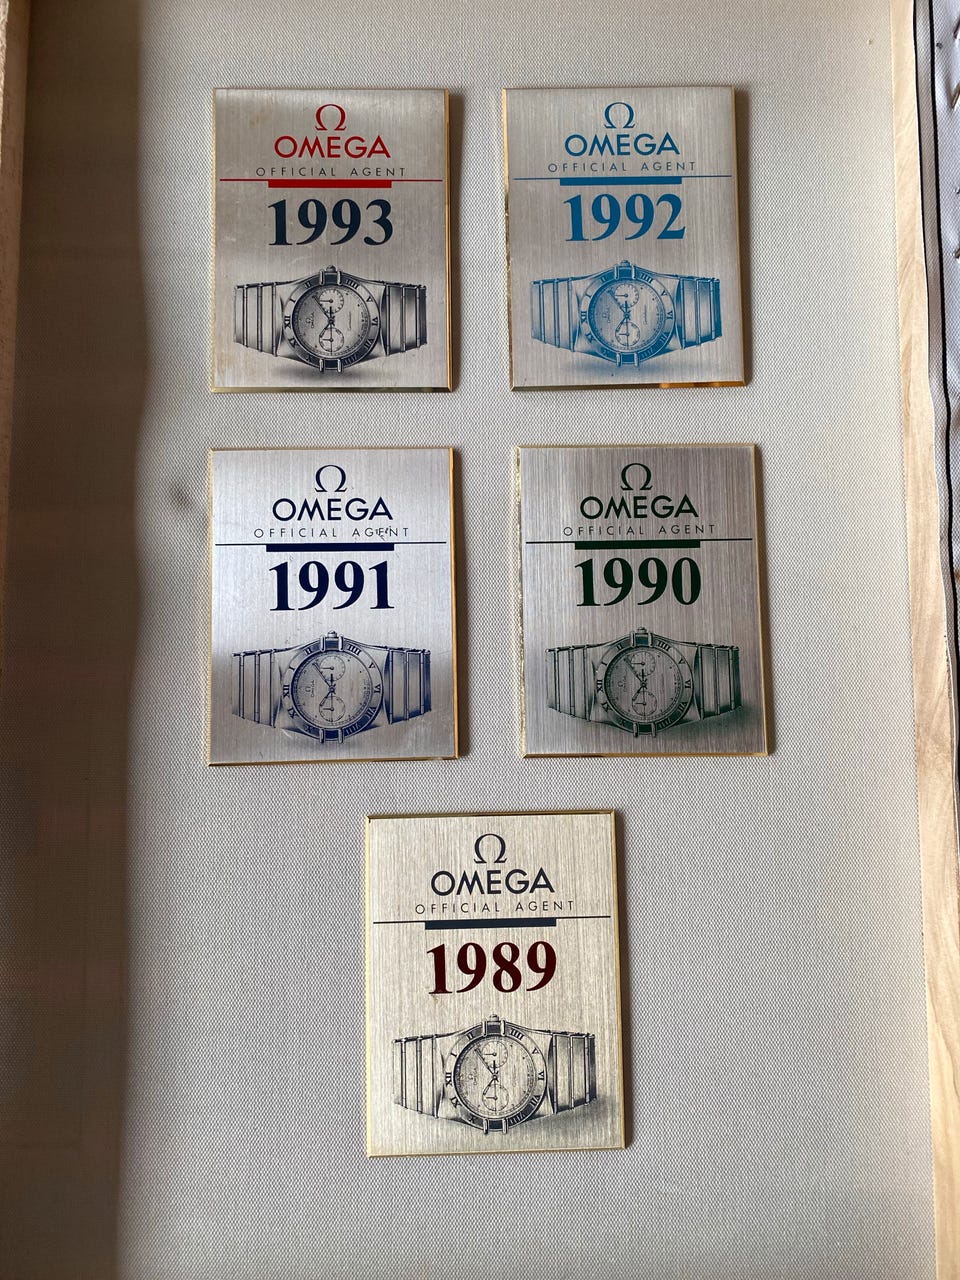 Ω
OMEGA
OFFICIAL AGENT
1993
Ω
OMEGA
OFFICIAL AGENT
1992
Ω
OMEGA
OFFICIAL AGENT
1991
Ω
OMEGA
OFFICIAL AGENT
1990
Ω
OMEGA
OFFICIAL AGENT
1989